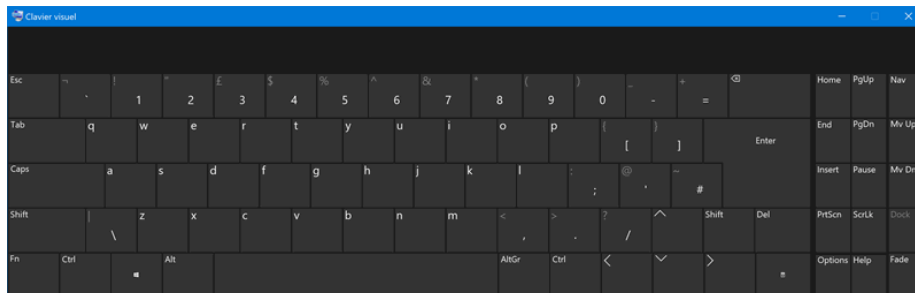 Clavier visuel
Esc ¬ ` ! 1 " 2 £ 3 $ 4 % 5 ^ 6 & 7 * 8 ( 9 ) 0 _ - + = Home PgUp Nav
Tab q w e r t y u i o p { [ } ] Enter End PgDn Mv Up
Caps a s d f g h j k l : ; @ ' ~ # Insert Pause Mv Dn
Shift | \ z x c v b n m < , > . ? / Shift Del PrtScn ScrLk Dock
Fn Ctrl Alt AltGr Ctrl Options Help Fade